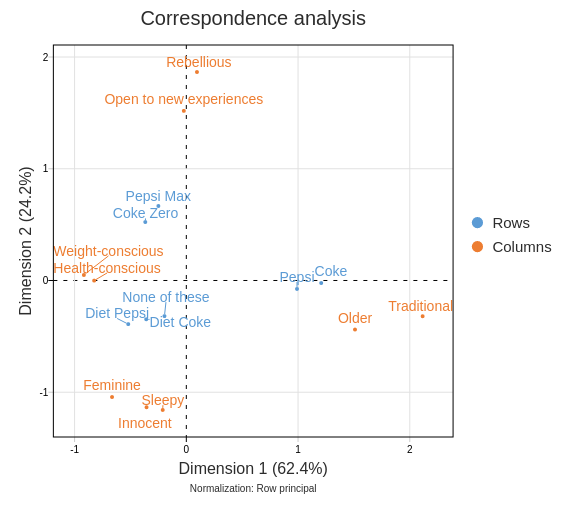 Correspondence analysis
2
Rebellious
Open to new experiences
1
Pepsi Max
Coke Zero
Weight-conscious
Health-conscious
Pepsi
Coke
0
None of these
Traditional
Diet Pepsi
Diet Coke
Older
Feminine
-1
Sleepy
Innocent
-1 0 1 2
Dimension 2 (24.2%)
Dimension 1 (62.4%)
Normalization: Row principal
Rows
Columns